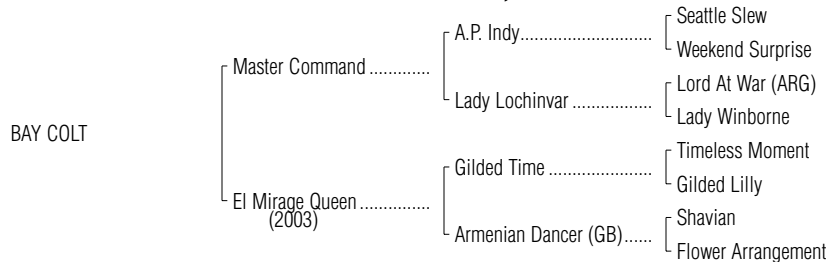 Seattle Slew
A.P. Indy..............................
Weekend Surprise
Master Command .............
Lord At War (ARG)
Lady Lochinvar ..................
Lady Winborne
BAY COLT
Timeless Moment
Gilded Time .......................
Gilded Lilly
El Mirage Queen ...............
(2003)
Shavian
Armenian Dancer (GB)......
Flower Arrangement